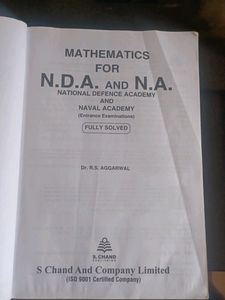 MATHEMATICS
FOR
N.D.A. AND N.A.
NATIONAL DEFENCE ACADEMY
AND
NAVAL ACADEMY
(Entrance Examinations)
FULLY SOLVED
Dr. R.S. AGGARWAL
S. CHAND
PUBLISHING
S Chand And Company Limited
(ISO 9001 Certified Company)